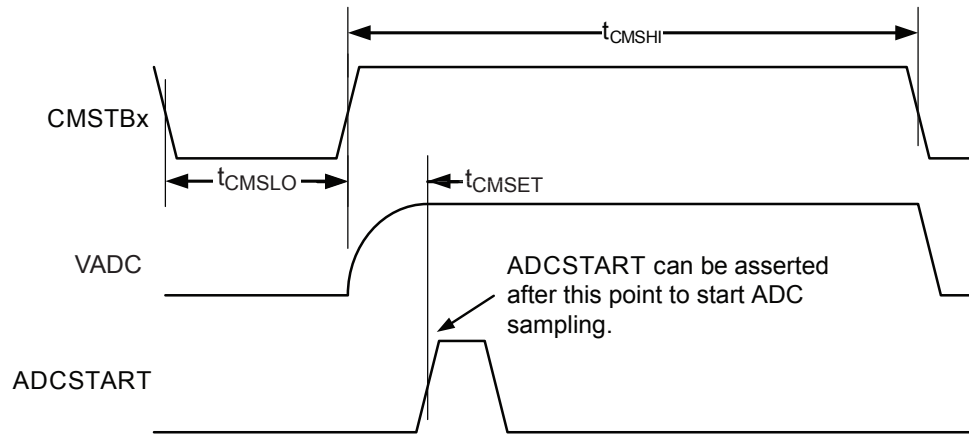 tCMSHI
CMSTBx
tCMSLO
tCMSET
VADC
ADCSTART can be asserted
after this point to start ADC
sampling.
ADCSTART